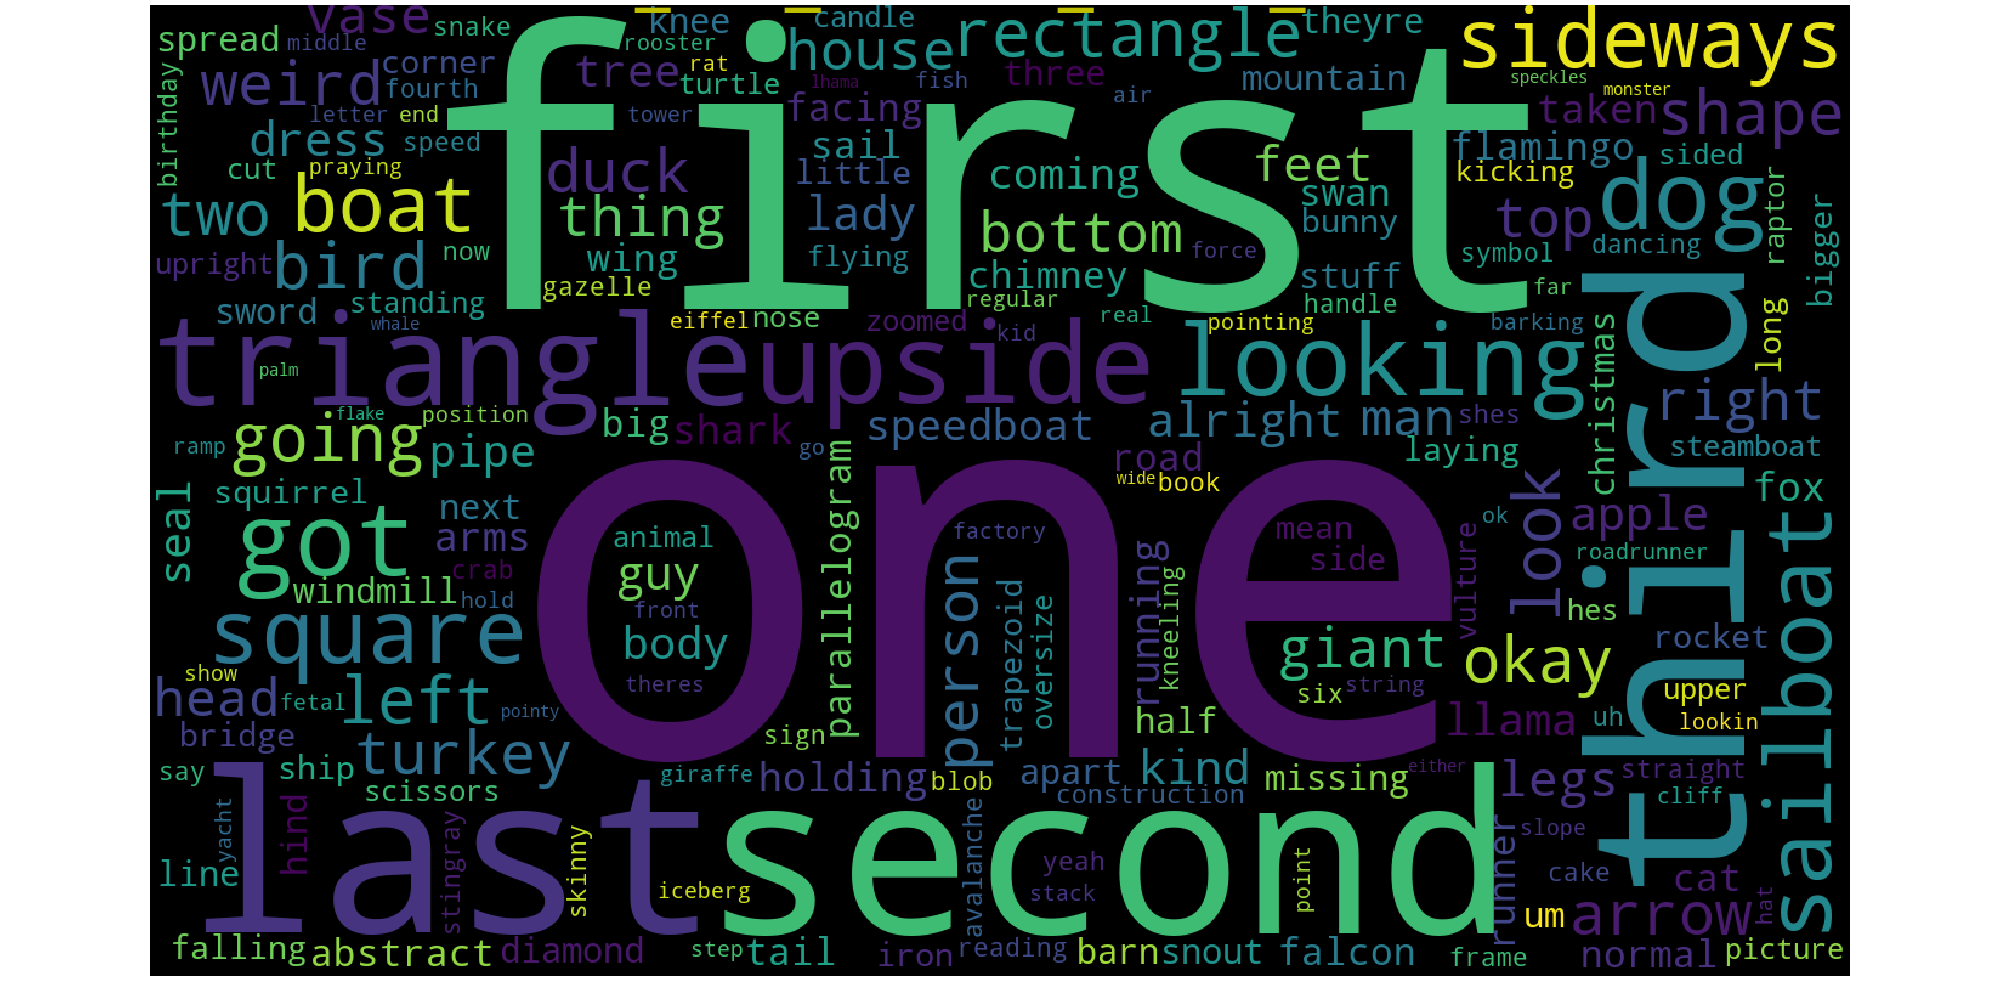 vase snake knee candle theyre
spread middle rooster house rectangle sideways
birthday weird corner tree rat turtle lhama fish three mountain speckles monster
fourth letter end tower facing air taken shape
first
dress speed duck sail flamingo sided
cut praying little coming feet kicking raptor
two boat thing lady bottom swan bunny top dog
upright bird now wing flying chimney force stuff symbol dancing bigger
gazelle regular handle far
sword standing whale eiffel nose zoomed kid real pointing barking christmas long
triangle upside looking third
palm flake position big shark speedboat alright man shes right
ramp going pipe go road laying steamboat
seal squirrel next parallelogram wide book look apple fox
got arms animal factory mean ok roadrunner
one
windmill crab hold guy front person trapezoid oversize running kneeling side vulture hes
square body giant okay rocket
show head fetal left pointy theres six string upper
bridge turkey sign half llama uh lookin sailboat
say ship scissors giraffe holding blob apart kind missing either legs straight
yacht hind construction cliff
last second
line stingray skinny iceberg avalanche yeah stack point runner slope cake cat hat
um arrow
falling abstract diamond step tail iron reading barn snout falcon frame normal picture